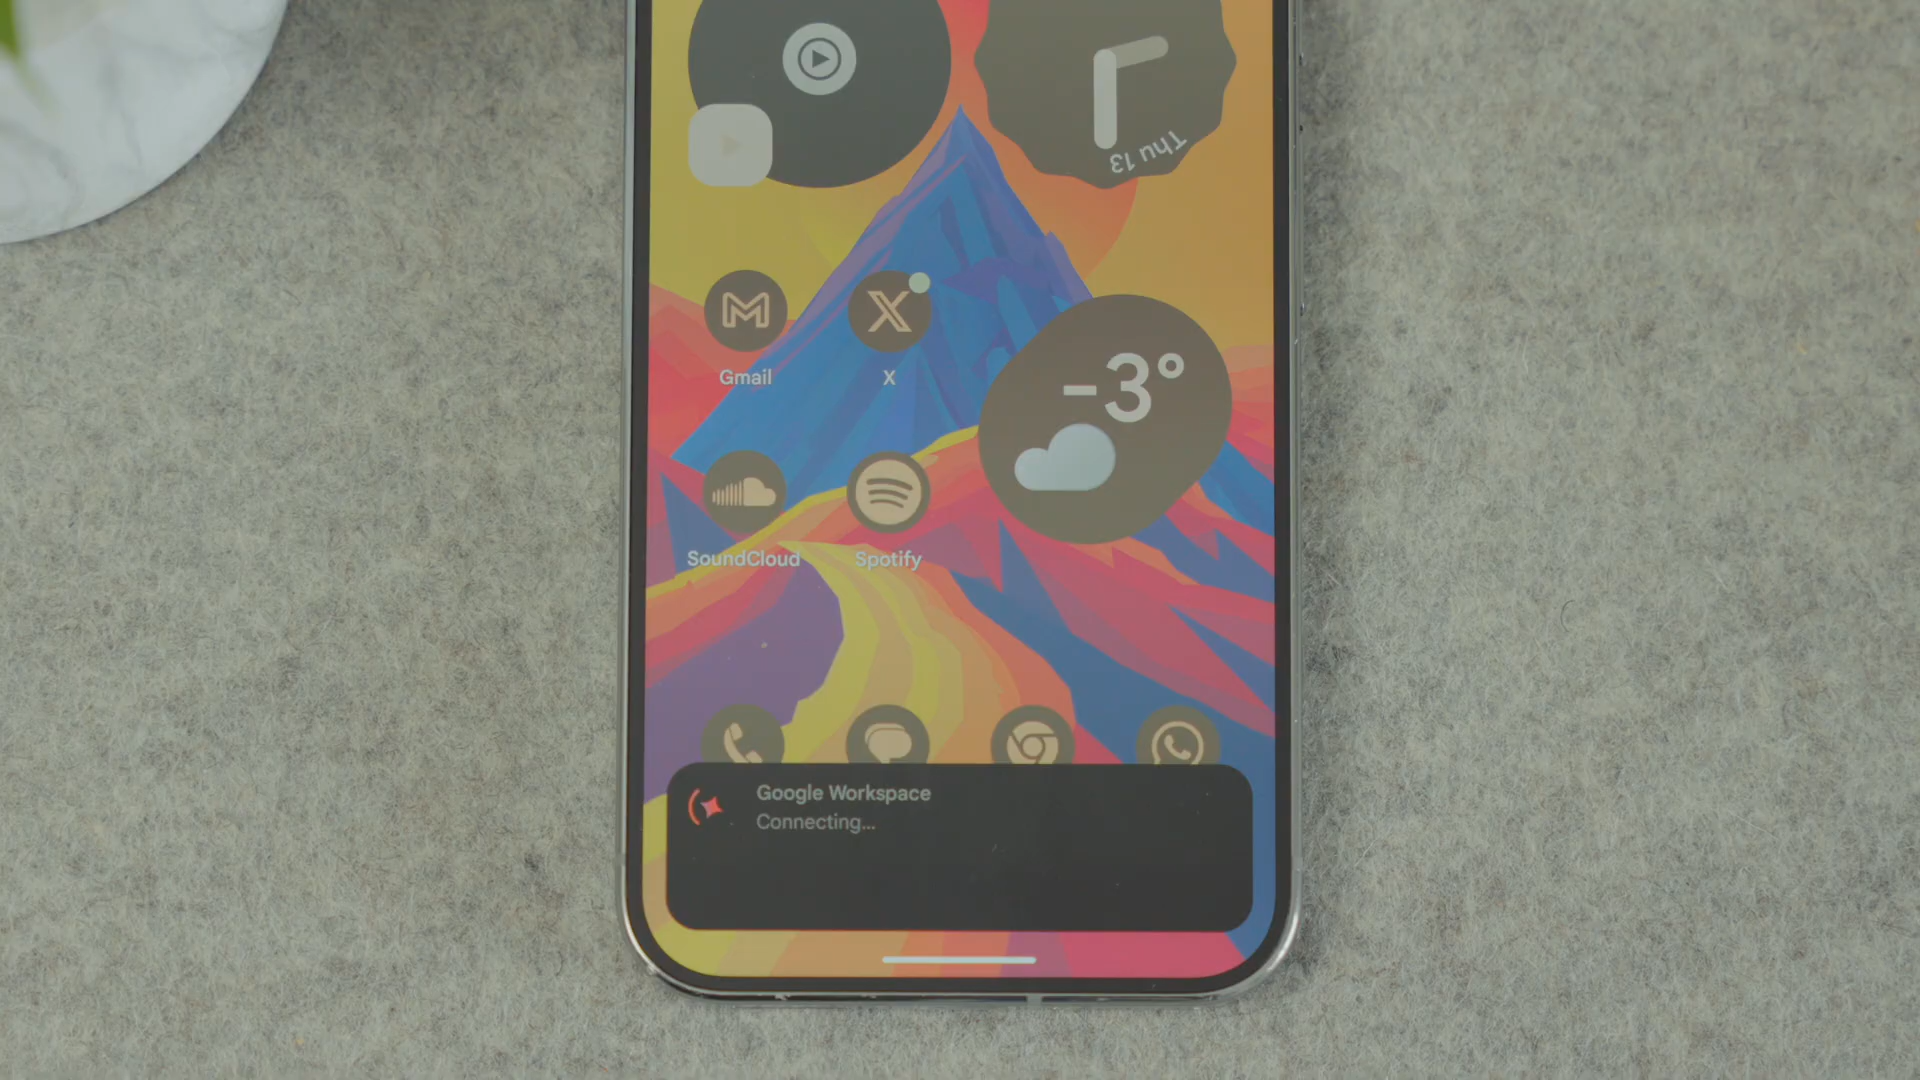 Thu 13
Gmail
X
-3°
SoundCloud
Spotify
Google Workspace
Connecting...